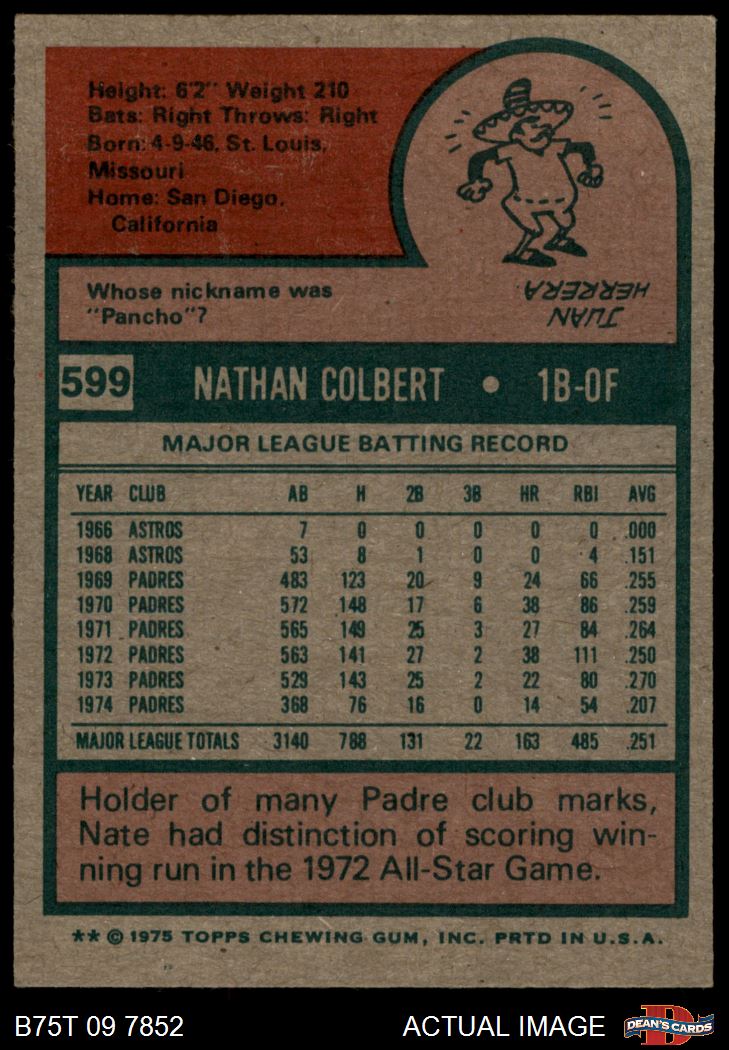 Height: 6'2" Weight 210
Bats: Right Throws: Right
Born: 4-9-46, St. Louis,
Missouri
Home: San Diego,
California
Whose nickname was
"Pancho"?
JUAN
HERRERA
599 NATHAN COLBERT • 1B-OF
MAJOR LEAGUE BATTING RECORD
YEAR CLUB AB H 2B 3B HR RBI AVG
1966 ASTROS 7 0 0 0 0 0 .000
1968 ASTROS 53 8 1 0 0 4 .151
1969 PADRES 483 123 20 9 24 66 .255
1970 PADRES 572 148 17 6 38 86 .259
1971 PADRES 565 149 25 3 27 84 .264
1972 PADRES 563 141 27 2 38 111 .250
1973 PADRES 529 143 25 2 22 80 .270
1974 PADRES 368 76 16 0 14 54 .207
MAJOR LEAGUE TOTALS 3140 788 131 22 163 485 .251
Holder of many Padre club marks,
Nate had distinction of scoring win-
ning run in the 1972 All-Star Game.
** © 1975 TOPPS CHEWING GUM, INC. PRTD IN U.S.A.
B75T 09 7852 ACTUAL IMAGE
D
DEAN'S CARDS